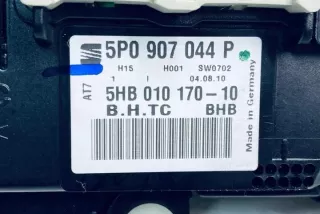 5P0 907 044 P
H15 H001 SW0702
1 I 04.08.10
AT7
5HB 010 170-10
B.H.TC BHB
Made in Germany